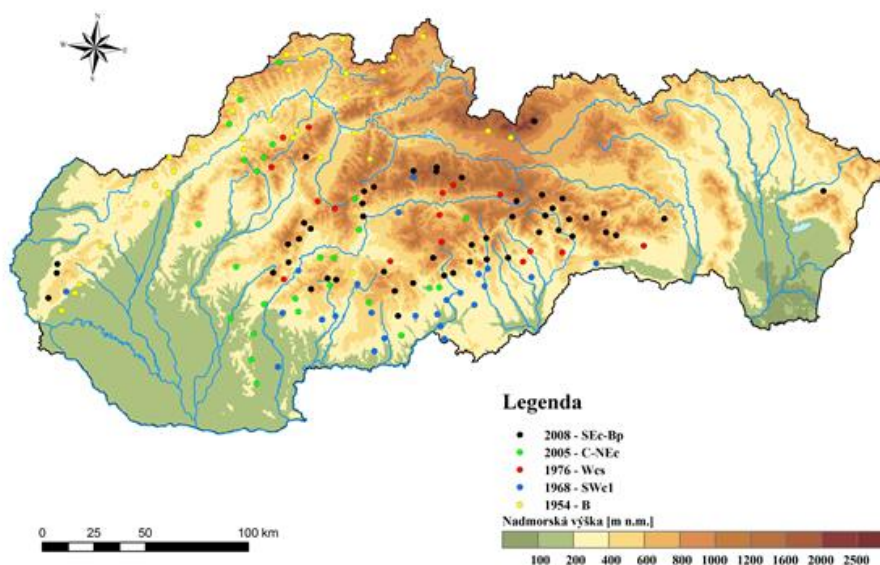 N
W
E
S
Legenda
2008 - SEc-Bp
2005 - C-NEc
1976 - Wcs
1968 - SWc1
1954 - B
Nadmorská výška [m n.m.]
100 200 400 600 800 1000 1200 1600 2000 2500
0 25 50 100 km